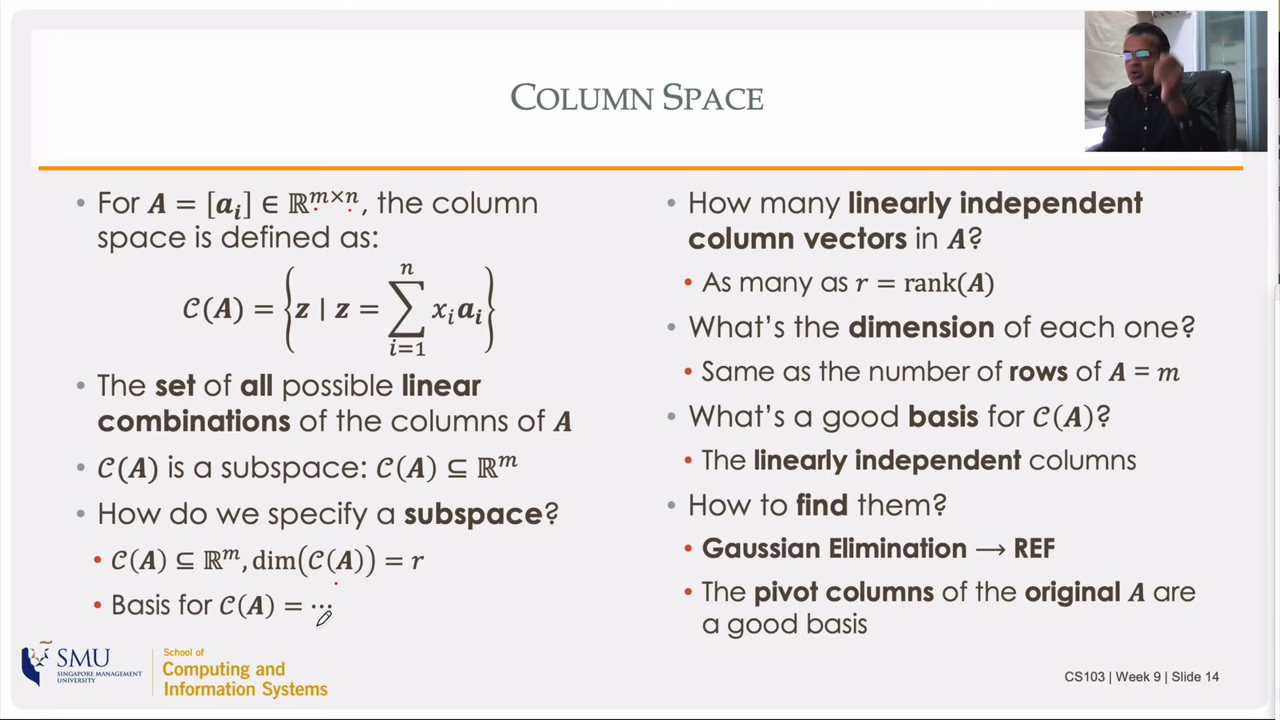 COLUMN SPACE
• For A = [aᵢ] ∈ ℝᵐˣⁿ, the column
space is defined as:
𝒞(A) = {z | z = ∑ᵢ₌₁ⁿ xᵢaᵢ}
• The set of all possible linear
combinations of the columns of A
• 𝒞(A) is a subspace: 𝒞(A) ⊆ ℝᵐ
• How do we specify a subspace?
• 𝒞(A) ⊆ ℝᵐ, dim(𝒞(A)) = r
• Basis for 𝒞(A) = ⋯
• How many linearly independent
column vectors in A?
• As many as r = rank(A)
• What's the dimension of each one?
• Same as the number of rows of A = m
• What's a good basis for 𝒞(A)?
• The linearly independent columns
• How to find them?
• Gaussian Elimination → REF
• The pivot columns of the original A are
a good basis
SMU
SINGAPORE MANAGEMENT
UNIVERSITY
School of
Computing and
Information Systems
CS103 | Week 9 | Slide 14